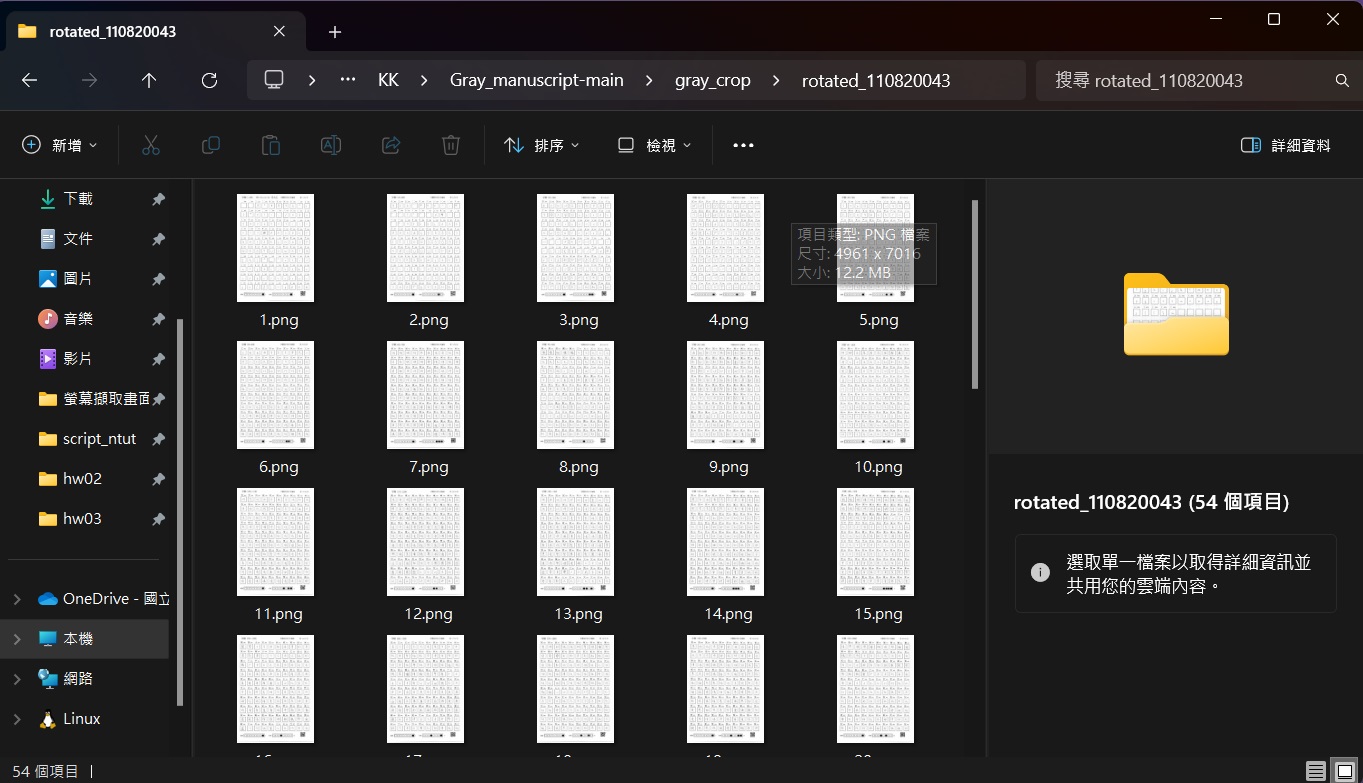 rotated_110820043
KK
Gray_manuscript-main
gray_crop
rotated_110820043
搜尋 rotated_110820043
新增
排序
檢視
詳細資料
下載
文件
圖片
音樂
影片
螢幕擷取畫面
script_ntut
hw02
hw03
OneDrive - 國立
本機
網路
Linux
1.png
2.png
3.png
4.png
5.png
項目類型: PNG 檔案
尺寸: 4961 x 7016
大小: 12.2 MB
6.png
7.png
8.png
9.png
10.png
11.png
12.png
13.png
14.png
15.png
rotated_110820043 (54 個項目)
選取單一檔案以取得詳細資訊並
共用您的雲端內容。
54 個項目